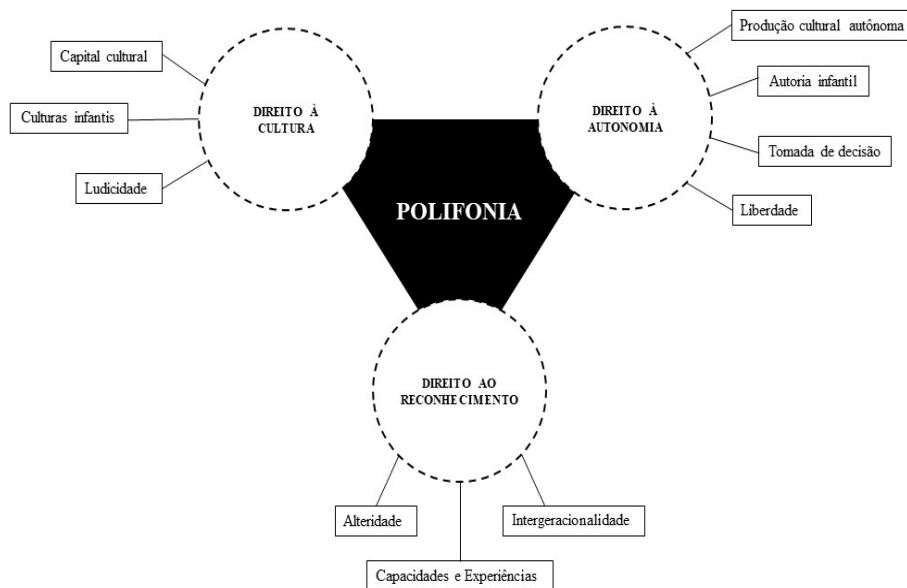 Capital cultural
Culturas infantis
Ludicidade
DIREITO À
CULTURA
POLIFONIA
DIREITO À
AUTONOMIA
Produção cultural autônoma
Autoria infantil
Tomada de decisão
Liberdade
DIREITO AO
RECONHECIMENTO
Alteridade
Capacidades e Experiências
Intergeracionalidade